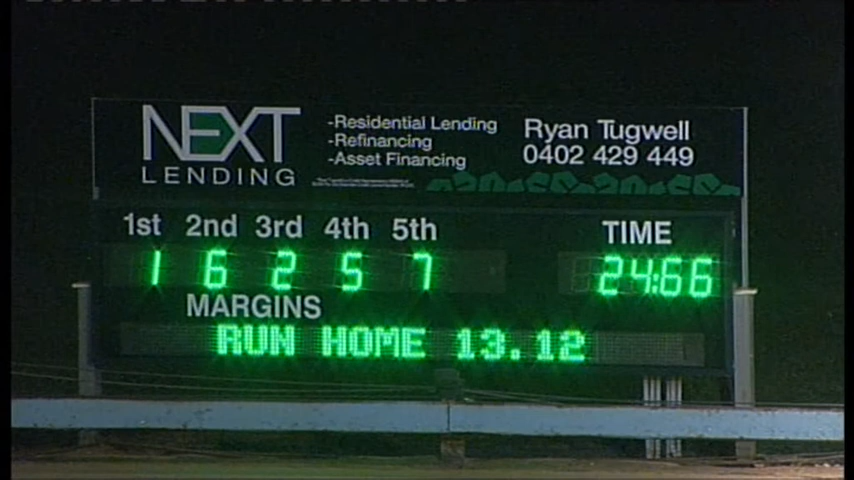 NEXT
LENDING
-Residential Lending
-Refinancing
-Asset Financing
Ryan Tugwell
0402 429 449
1st 2nd 3rd 4th 5th TIME
1 6 2 5 7 24:66
MARGINS
RUN HOME 13.12